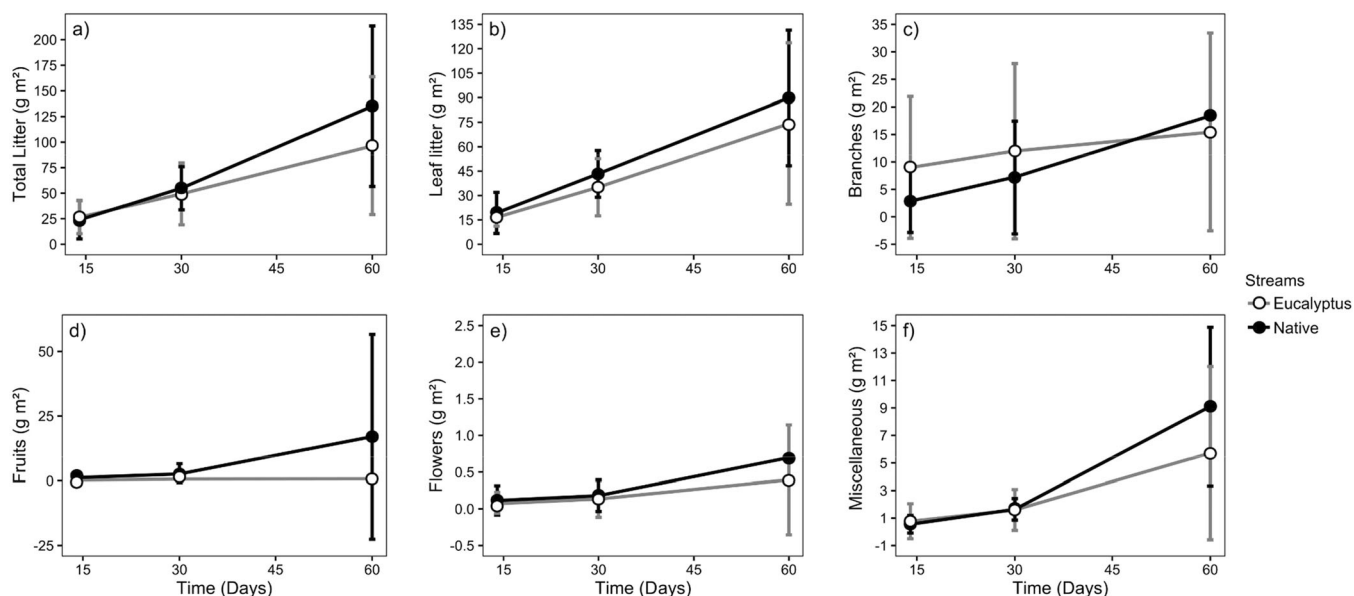 a)
Total Litter (g m²)
200
175
150
125
100
75
50
25
0
15 30 45 60
b)
Leaf litter (g m²)
135
120
105
90
75
60
45
30
15
0
15 30 45 60
c)
Branches (g m²)
35
30
25
20
15
10
5
0
-5
15 30 45 60
Streams
Eucalyptus
Native
d)
Fruits (g m²)
50
25
0
-25
15 30 45 60
Time (Days)
e)
Flowers (g m²)
2.5
2.0
1.5
1.0
0.5
0.0
-0.5
15 30 45 60
Time (Days)
f)
Miscellaneous (g m²)
15
13
11
9
7
5
3
1
-1
15 30 45 60
Time (Days)